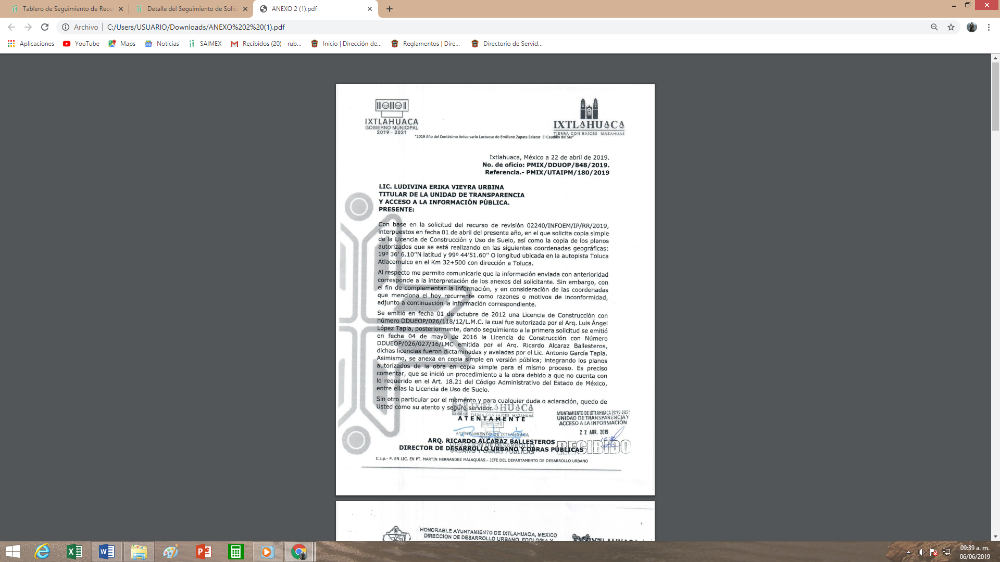 Tablero de Seguimiento de Recu
Detalle del Seguimiento de Solic
ANEXO 2 (1).pdf
Archivo
C:/Users/USUARIO/Downloads/ANEXO%202%20(1).pdf
Aplicaciones
YouTube
Maps
Noticias
SAIMEX
Recibidos (20) - rub...
Inicio | Dirección de...
Reglamentos | Dire...
Directorio de Servid...
IXTLAHUACA
GOBIERNO MUNICIPAL
2019 - 2021
IXTLAHUACA
TIERRA CON RAÍCES MAZAHUAS
"2019 Año del Centésimo Aniversario Luctuoso de Emiliano Zapata Salazar. El Caudillo del Sur"
Ixtlahuaca, México a 22 de abril de 2019.
No. de oficio: PMIX/DDUOP/848/2019.
Referencia.- PMIX/UTAIPM/180/2019
LIC. LUDIVINA ERIKA VIEYRA URBINA
TITULAR DE LA UNIDAD DE TRANSPARENCIA
Y ACCESO A LA INFORMACIÓN PÚBLICA.
PRESENTE:
Con base en la solicitud del recurso de revisión 02240/INFOEM/IP/RR/2019,
interpuestos en fecha 01 de abril del presente año, en el que solicita copia simple
de la Licencia de Construcción y Uso de Suelo, así como la copia de los planos
autorizados que se está realizando en las siguientes coordenadas geográficas:
19º 36' 6.10''N latitud y 99º 44'51.60'' O longitud ubicada en la autopista Toluca
Atlacomulco en el Km 32+500 con dirección a Toluca.
Al respecto me permito comunicarle que la información enviada con anterioridad
corresponde a la interpretación de los anexos del solicitante. Sin embargo, con
el fin de complementar la información, y en consideración de las coordenadas
que menciona el hoy recurrente como razones o motivos de inconformidad,
adjunto a continuación la información correspondiente.
Se emitió en fecha 01 de octubre de 2012 una Licencia de Construcción con
número DDUEOP/026/118/12/L.M.C. la cual fue autorizada por el Arq. Luis Ángel
López Tapia, posteriormente, dando seguimiento a la primera solicitud se emitió
en fecha 04 de mayo de 2016 la Licencia de Construcción con Número
DDUEOP/026/027/16/LMC emitida por el Arq. Ricardo Alcaraz Ballesteros,
dichas licencias fueron dictaminadas y avaladas por el Lic. Antonio García Tapia.
Asimismo, se anexa en copia simple en versión pública; integrando los planos
autorizados de la obra en copia simple para el mismo proceso. Es preciso
comentar, que se inició un procedimiento a la obra debido a que no cuenta con
lo requerido en el Art. 18.21 del Código Administrativo del Estado de México,
entre ellas la Licencia de Uso de Suelo.
Sin otro particular por el momento y para cualquier duda o aclaración, quedo de
Usted como su atento y seguro servidor.
IXTLAHUACA
TIERRA CON RAÍCES MAZAHUAS
ATENTAMENTE
AYUNTAMIENTO DE IXTLAHUACA
2019 - 2021
ARQ. RICARDO ALCARAZ BALLESTEROS
DIRECCIÓN DE DESARROLLO
DIRECTOR DE DESARROLLO URBANO Y OBRAS PÚBLICAS
URBANO Y OBRAS PÚBLICAS
AYUNTAMIENTO DE IXTLAHUACA 2019-2021
UNIDAD DE TRANSPARENCIA Y
ACCESO A LA INFORMACIÓN
22 ABR. 2019
RECIBIDO
C.c.p.- P. EN LIC. EN PT. MARTIN HERNANDEZ MALAQUIAS.- JEFE DEL DEPARTAMENTO DE DESARROLLO URBANO
HONORABLE AYUNTAMIENTO DE IXTLAHUACA, MEXICO
DIRECCION DE DESARROLLO URBANO, ECOLOGIA Y
IXTLAHUACA
09:39 a. m.
06/06/2019